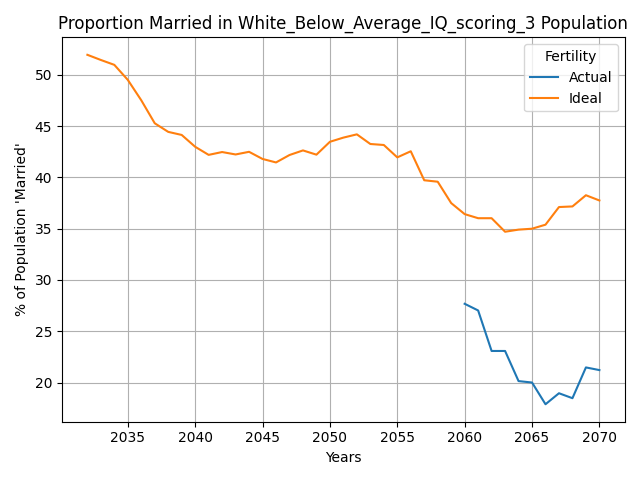 Proportion Married in White_Below_Average_IQ_scoring_3 Population
Fertility
Actual
Ideal
% of Population 'Married'
50
45
40
35
30
25
20
2035 2040 2045 2050 2055 2060 2065 2070
Years